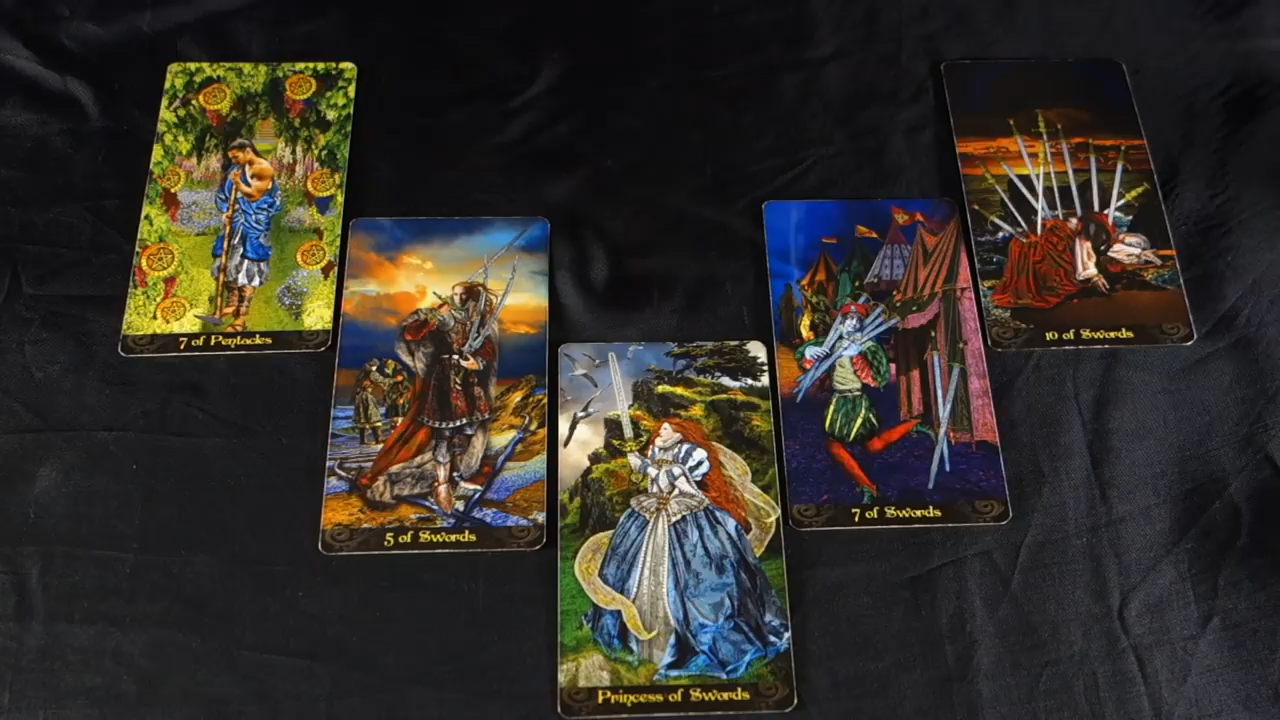 7 of Pentacles
5 of Swords
Princess of Swords
7 of Swords
10 of Swords